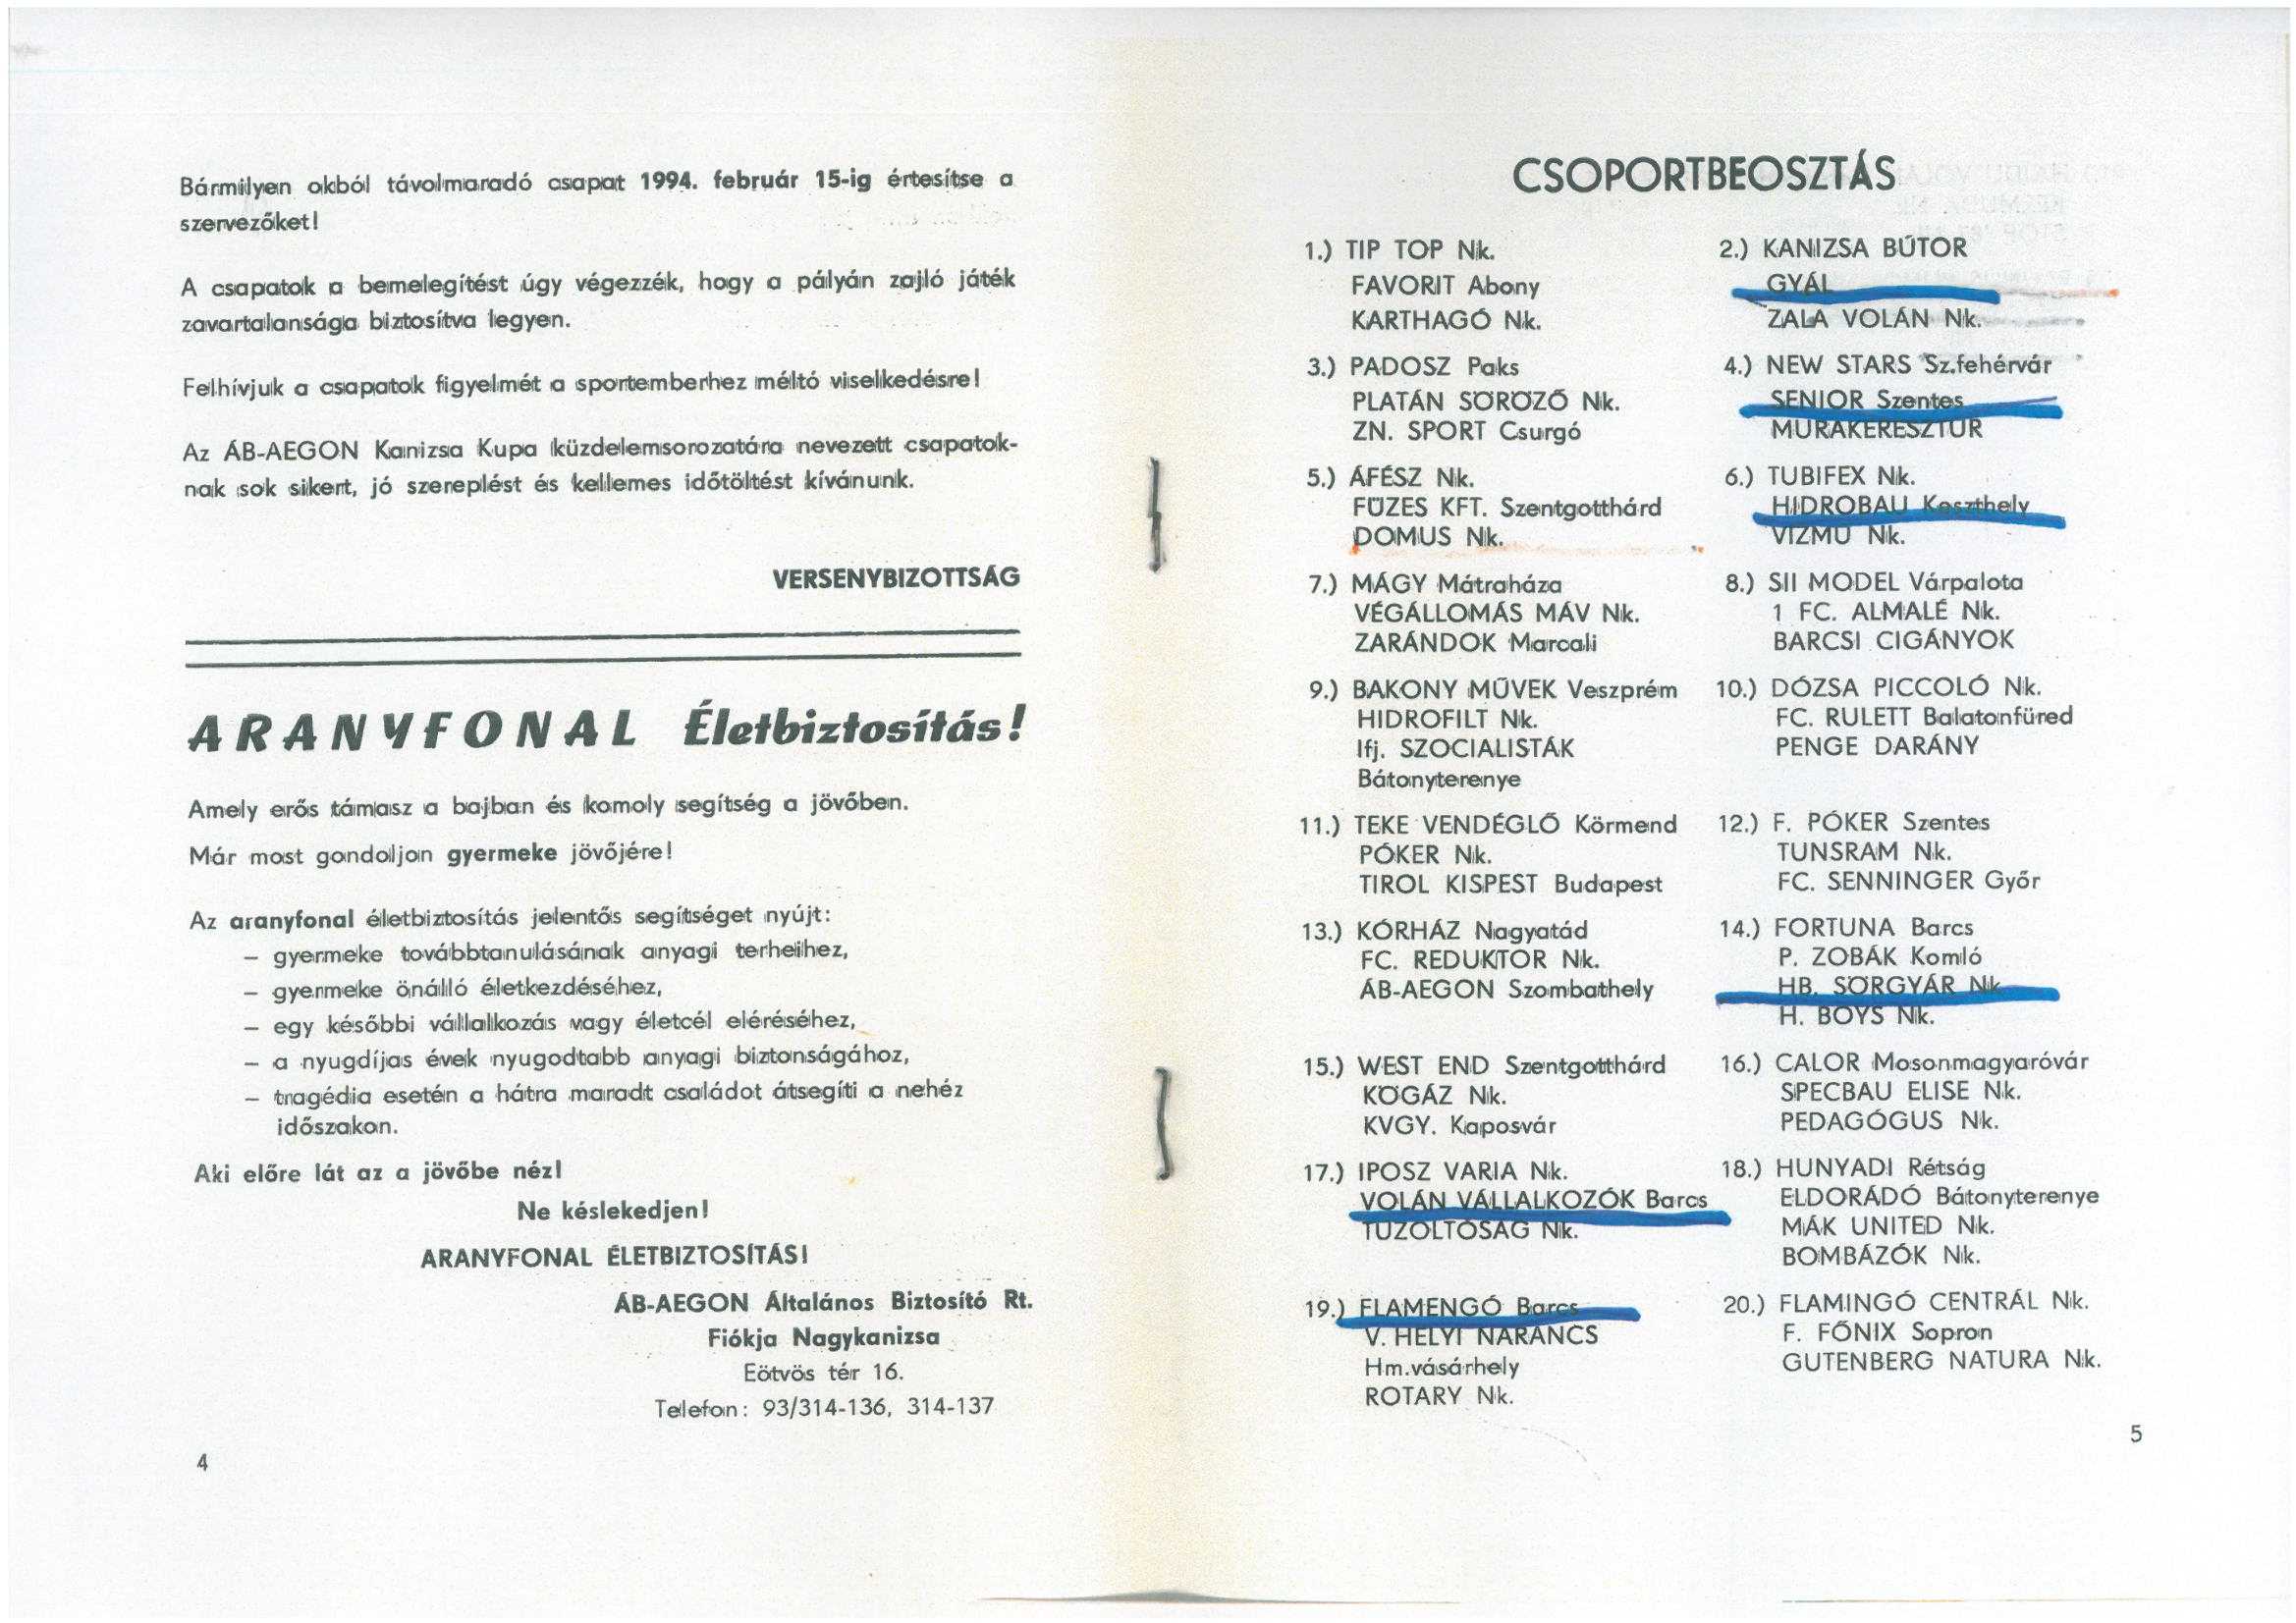 Bármilyen okból távolmaradó csapat 1994. február 15-ig értesítse a
szervezőket!
A csapatok a bemelegítést úgy végezzék, hogy a pályán zajló játék
zavartalansága biztosítva legyen.
Felhívjuk a csapatok figyelmét a sportemberhez méltó viselkedésre!
Az ÁB-AEGON Kanizsa Kupa küzdelemsorozatára nevezett csapatok-
nak sok sikert, jó szereplést és kellemes időtöltést kívánunk.
VERSENYBIZOTTSÁG
ARANYFONAL Életbiztosítás!
Amely erős támasz a bajban és komoly segítség a jövőben.
Már most gondoljon gyermeke jövőjére!
Az aranyfonal életbiztosítás jelentős segítséget nyújt:
– gyermeke továbbtanulásának anyagi terheihez,
– gyermeke önálló életkezdéséhez,
– egy későbbi vállalkozás vagy életcél eléréséhez,
– a nyugdíjas évek nyugodtabb anyagi biztonságához,
– tragédia esetén a hátra maradt családot átsegíti a nehéz
időszakon.
Aki előre lát az a jövőbe néz!
Ne késlekedjen!
ARANYFONAL ÉLETBIZTOSÍTÁS!
ÁB-AEGON Általános Biztosító Rt.
Fiókja Nagykanizsa
Eötvös tér 16.
Telefon: 93/314-136, 314-137
4
CSOPORTBEOSZTÁS
1.) TIP TOP Nk.
FAVORIT Abony
KARTHAGÓ Nk.
2.) KANIZSA BÚTOR
GYÁL
ZALA VOLÁN Nk.
3.) PADOSZ Paks
PLATÁN SÖRÖZŐ Nk.
ZN. SPORT Csurgó
4.) NEW STARS Sz.fehérvár
SENIOR Szentes
MURAKERESZTÚR
5.) ÁFÉSZ Nk.
FÜZES KFT. Szentgotthárd
DOMUS Nk.
6.) TUBIFEX Nk.
HIDROBAU Keszthely
VIZMŰ Nk.
7.) MÁGY Mátraháza
VÉGÁLLOMÁS MÁV Nk.
ZARÁNDOK Marcali
8.) SII MODEL Várpalota
1 FC. ALMALÉ Nk.
BARCSI CIGÁNYOK
9.) BAKONY MŰVEK Veszprém
HIDROFILT Nk.
Ifj. SZOCIALISTÁK
Bátonyterenye
10.) DÓZSA PICCOLÓ Nk.
FC. RULETT Balatonfüred
PENGE DARÁNY
11.) TEKE VENDÉGLŐ Körmend
PÓKER Nk.
TIROL KISPEST Budapest
12.) F. PÓKER Szentes
TUNSRAM Nk.
FC. SENNINGER Győr
13.) KÓRHÁZ Nagyatád
FC. REDUKTOR Nk.
ÁB-AEGON Szombathely
14.) FORTUNA Barcs
P. ZOBÁK Komló
HB. SÖRGYÁR Nk
H. BOYS Nk.
15.) WEST END Szentgotthárd
KÖGÁZ Nk.
KVGY. Kaposvár
16.) CALOR Mosonmagyaróvár
SPECBAU ELISE Nk.
PEDAGÓGUS Nk.
17.) IPOSZ VARIA Nk.
VOLÁN VÁLLALKOZÓK Barcs
TŰZOLTÓSÁG Nk.
18.) HUNYADI Rétság
ELDORÁDÓ Bátonyterenye
MÁK UNITED Nk.
BOMBÁZÓK Nk.
19.) FLAMENGÓ Barcs
V. HELYI NARANCS
Hm.vásárhely
ROTARY Nk.
20.) FLAMINGÓ CENTRÁL Nk.
F. FŐNIX Sopron
GUTENBERG NATURA Nk.
5